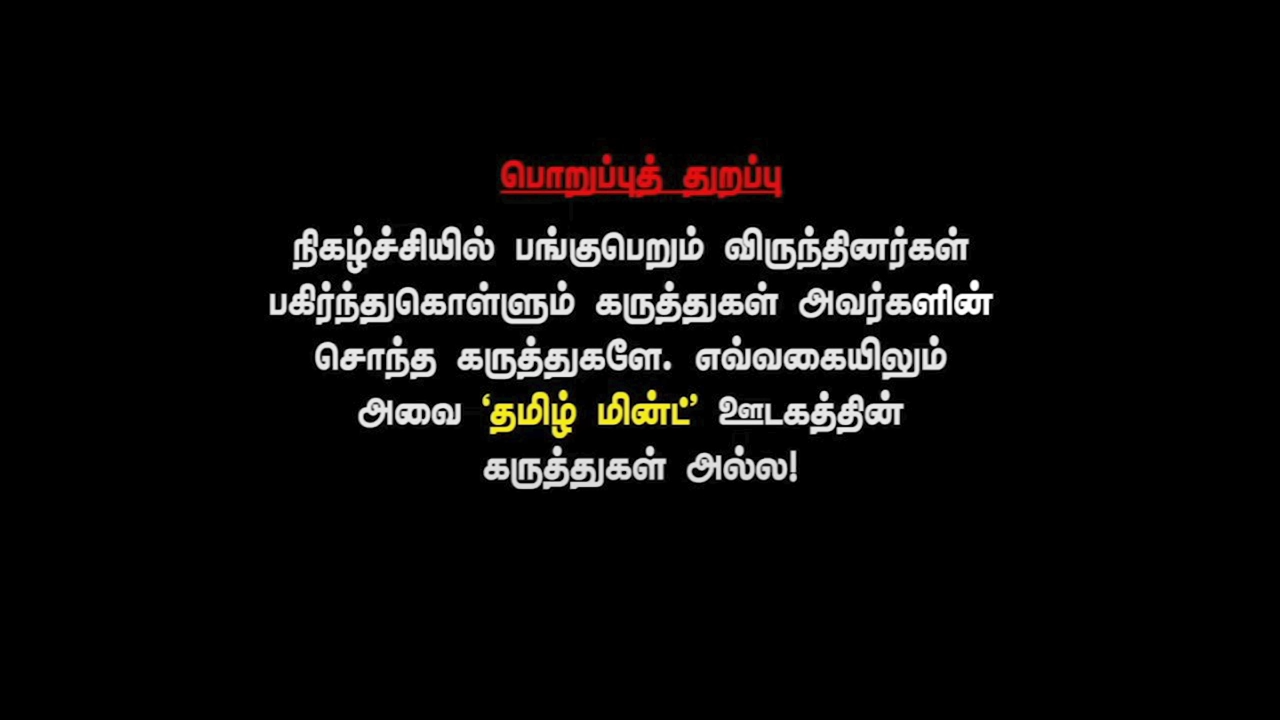 பொறுப்புத் துறப்பு
நிகழ்ச்சியில் பங்குபெறும் விருந்தினர்கள்
பகிர்ந்துகொள்ளும் கருத்துகள் அவர்களின்
சொந்த கருத்துகளே. எவ்வகையிலும்
அவை ‘தமிழ் மின்ட்’ ஊடகத்தின்
கருத்துகள் அல்ல!